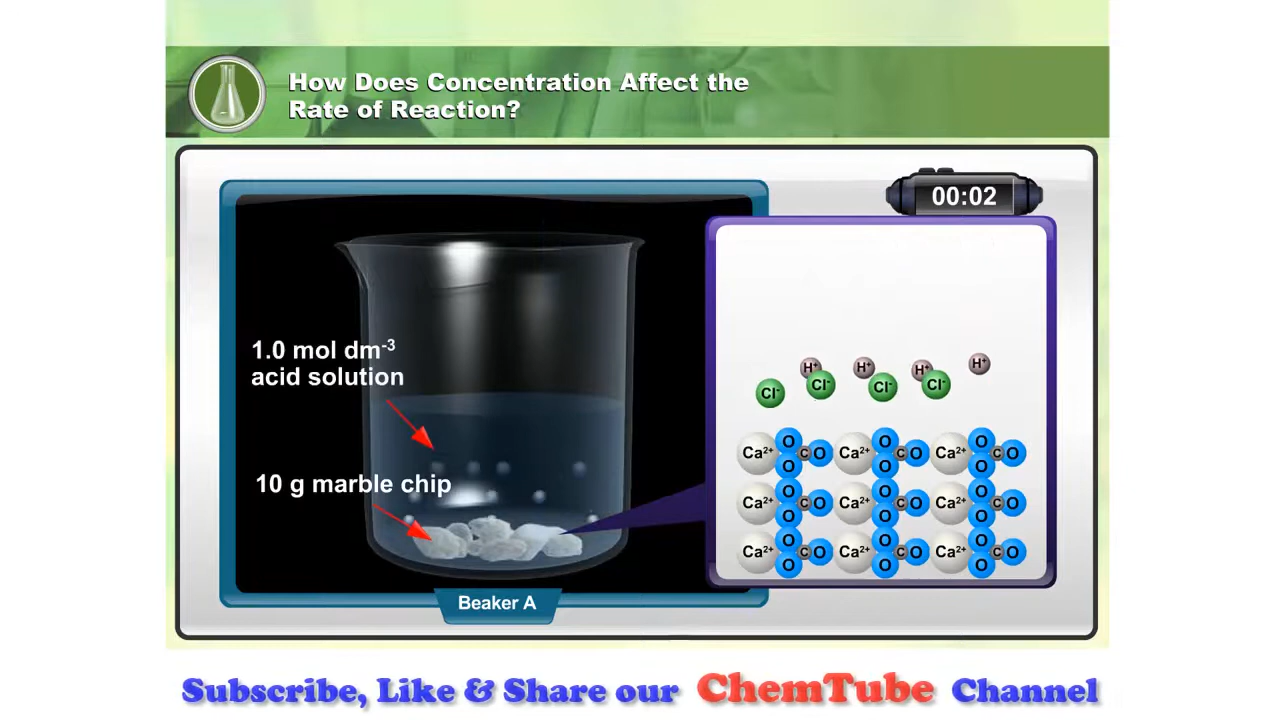 How Does Concentration Affect the
Rate of Reaction?
00:02
1.0 mol dm⁻³
acid solution
10 g marble chip
Beaker A
H⁺ H⁺ H⁺ H⁺
Cl⁻ Cl⁻ Cl⁻ Cl⁻
O O O
Ca²⁺ C O Ca²⁺ C O Ca²⁺ C O
O O O
O O O
Ca²⁺ C O Ca²⁺ C O Ca²⁺ C O
O O O
O O O
Ca²⁺ C O Ca²⁺ C O Ca²⁺ C O
O O O
Subscribe, Like & Share our ChemTube Channel